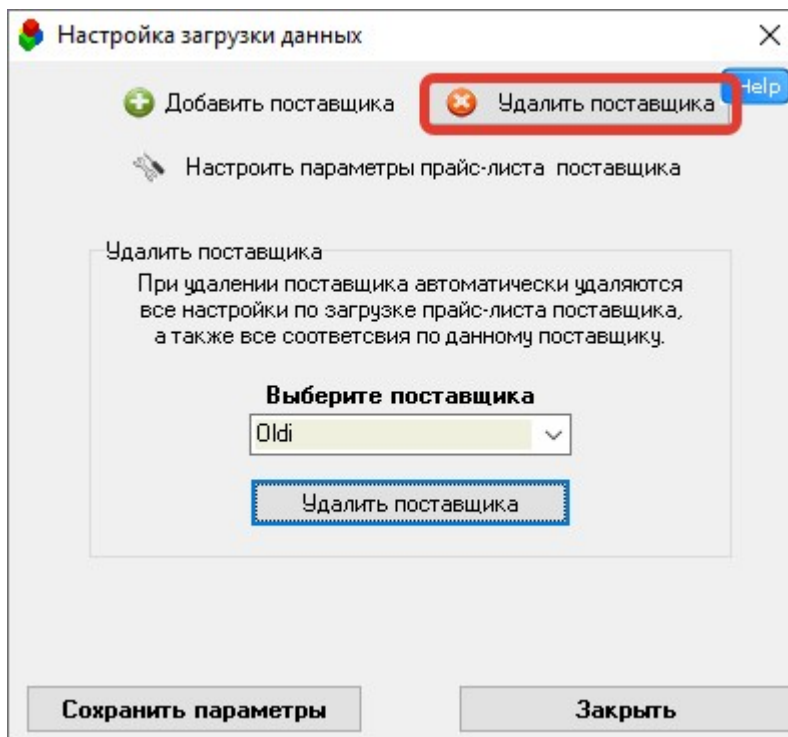 Настройка загрузки данных
Добавить поставщика
Удалить поставщика
Help
Настроить параметры прайс-листа поставщика
Удалить поставщика
При удалении поставщика автоматически удаляются
все настройки по загрузке прайс-листа поставщика,
а также все соответсвия по данному поставщику.
Выберите поставщика
Oldi
Удалить поставщика
Сохранить параметры
Закрыть